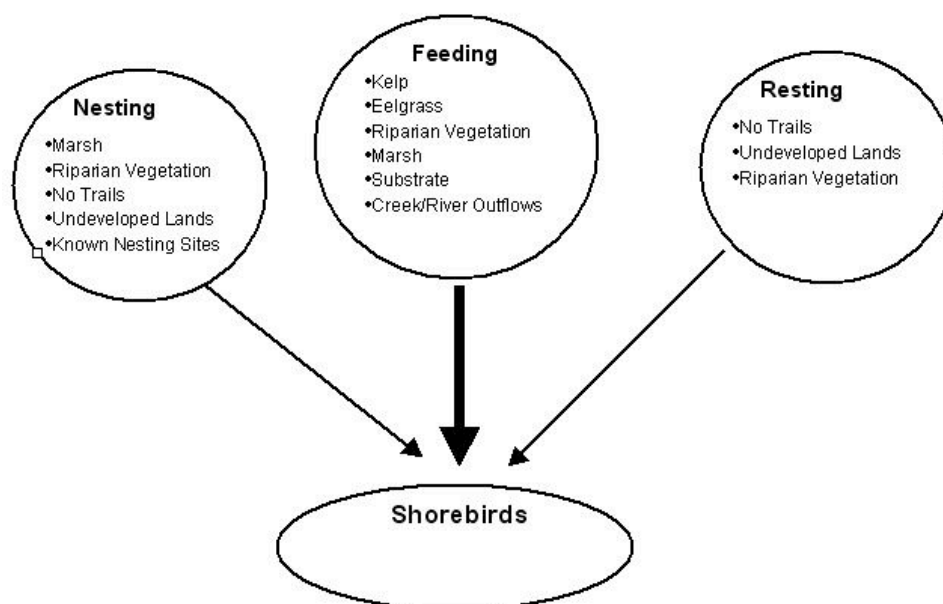 Nesting
•Marsh
•Riparian Vegetation
•No Trails
•Undeveloped Lands
•Known Nesting Sites
Feeding
•Kelp
•Eelgrass
•Riparian Vegetation
•Marsh
•Substrate
•Creek/River Outflows
Resting
•No Trails
•Undeveloped Lands
•Riparian Vegetation
Shorebirds